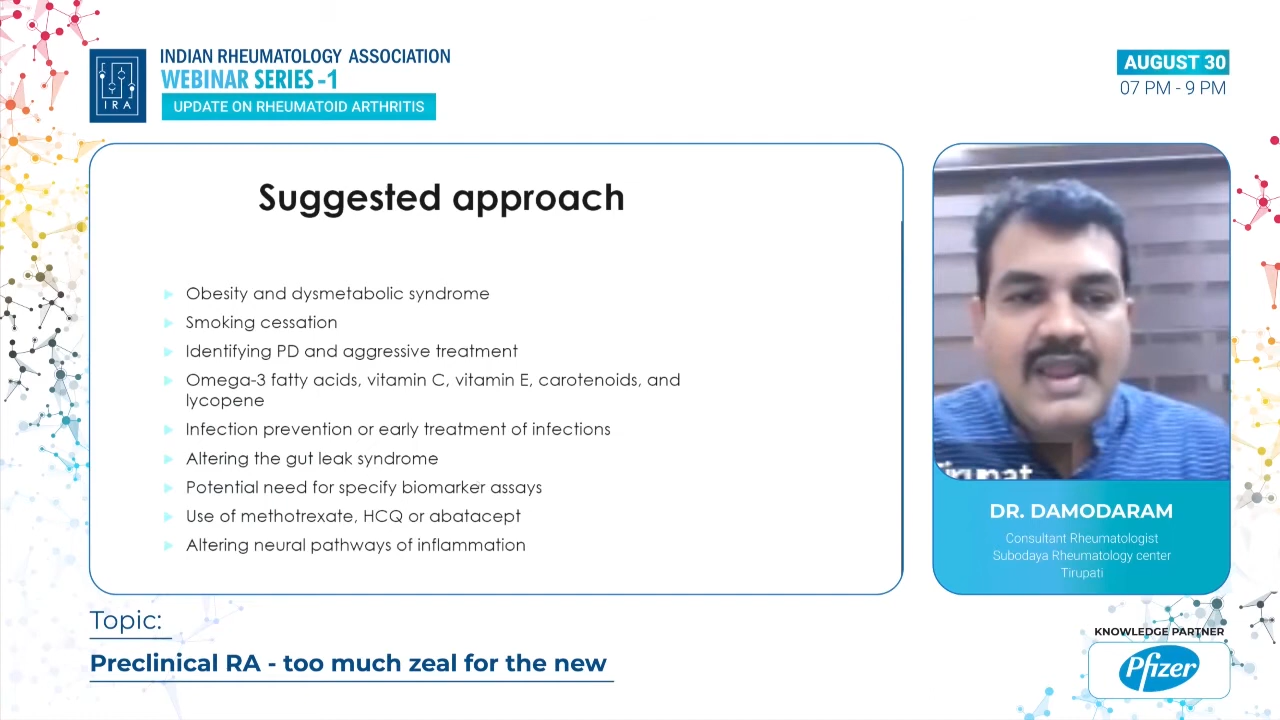 INDIAN RHEUMATOLOGY ASSOCIATION
WEBINAR SERIES -1
UPDATE ON RHEUMATOID ARTHRITIS
IRA
AUGUST 30
07 PM - 9 PM
Suggested approach
Obesity and dysmetabolic syndrome
Smoking cessation
Identifying PD and aggressive treatment
Omega-3 fatty acids, vitamin C, vitamin E, carotenoids, and
lycopene
Infection prevention or early treatment of infections
Altering the gut leak syndrome
Potential need for specify biomarker assays
Use of methotrexate, HCQ or abatacept
Altering neural pathways of inflammation
DR. DAMODARAM
Consultant Rheumatologist
Subodaya Rheumatology center
Tirupati
Topic:
Preclinical RA - too much zeal for the new
KNOWLEDGE PARTNER
Pfizer